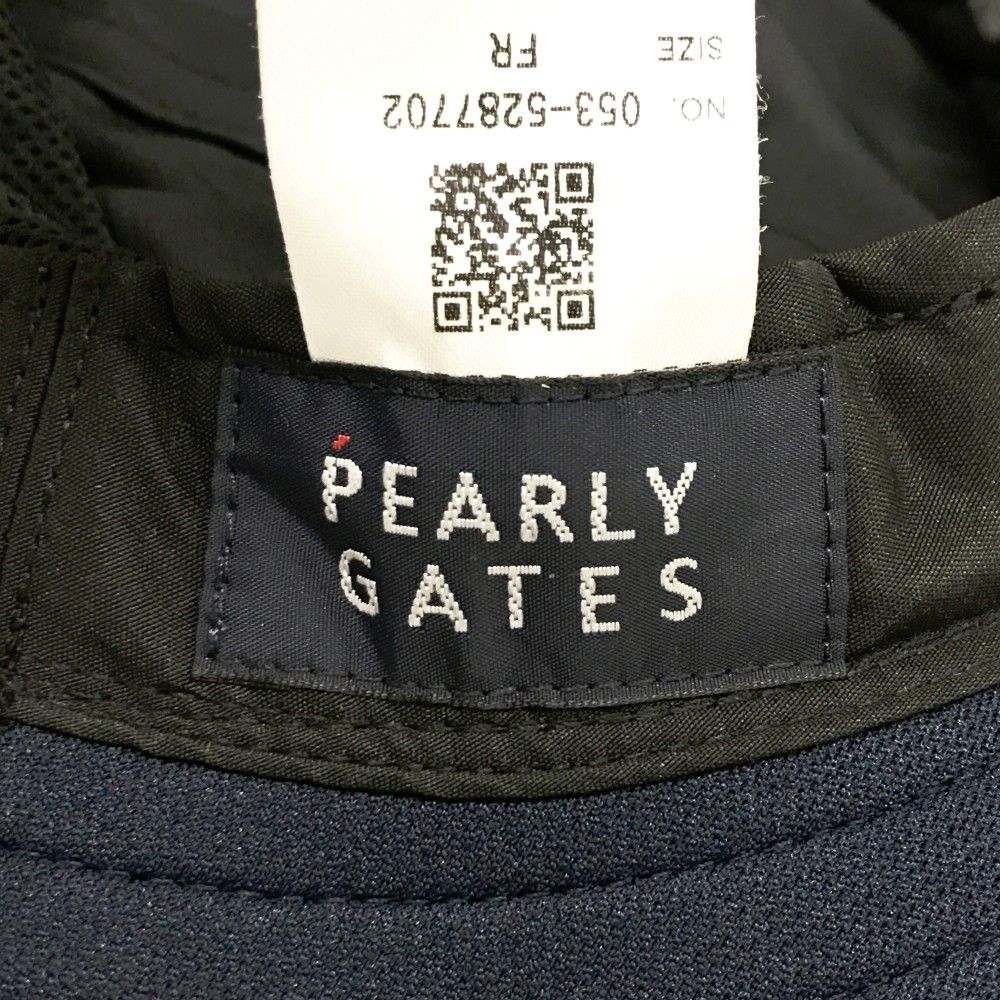 NO. 053-5287702
SIZE FR
PEARLY
GATES